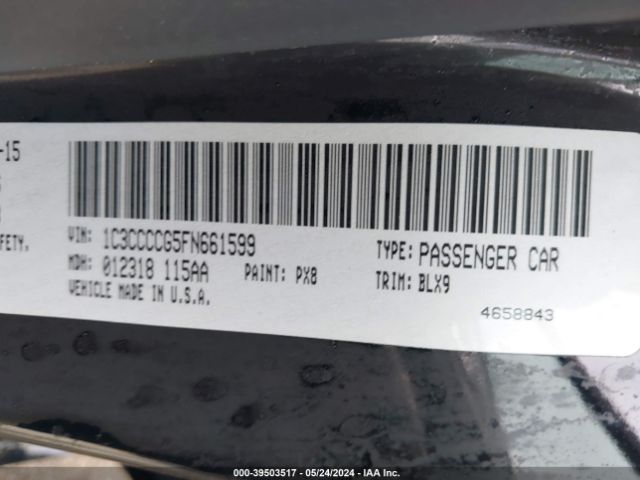 -15
FETY.
VIN: 1C3CCCCG5FN661599
TYPE: PASSENGER CAR
MDH: 012318 115AA
PAINT: PX8
TRIM: BLX9
VEHICLE MADE IN U.S.A.
4658843
000-39503517 - 05/24/2024 - IAA Inc.